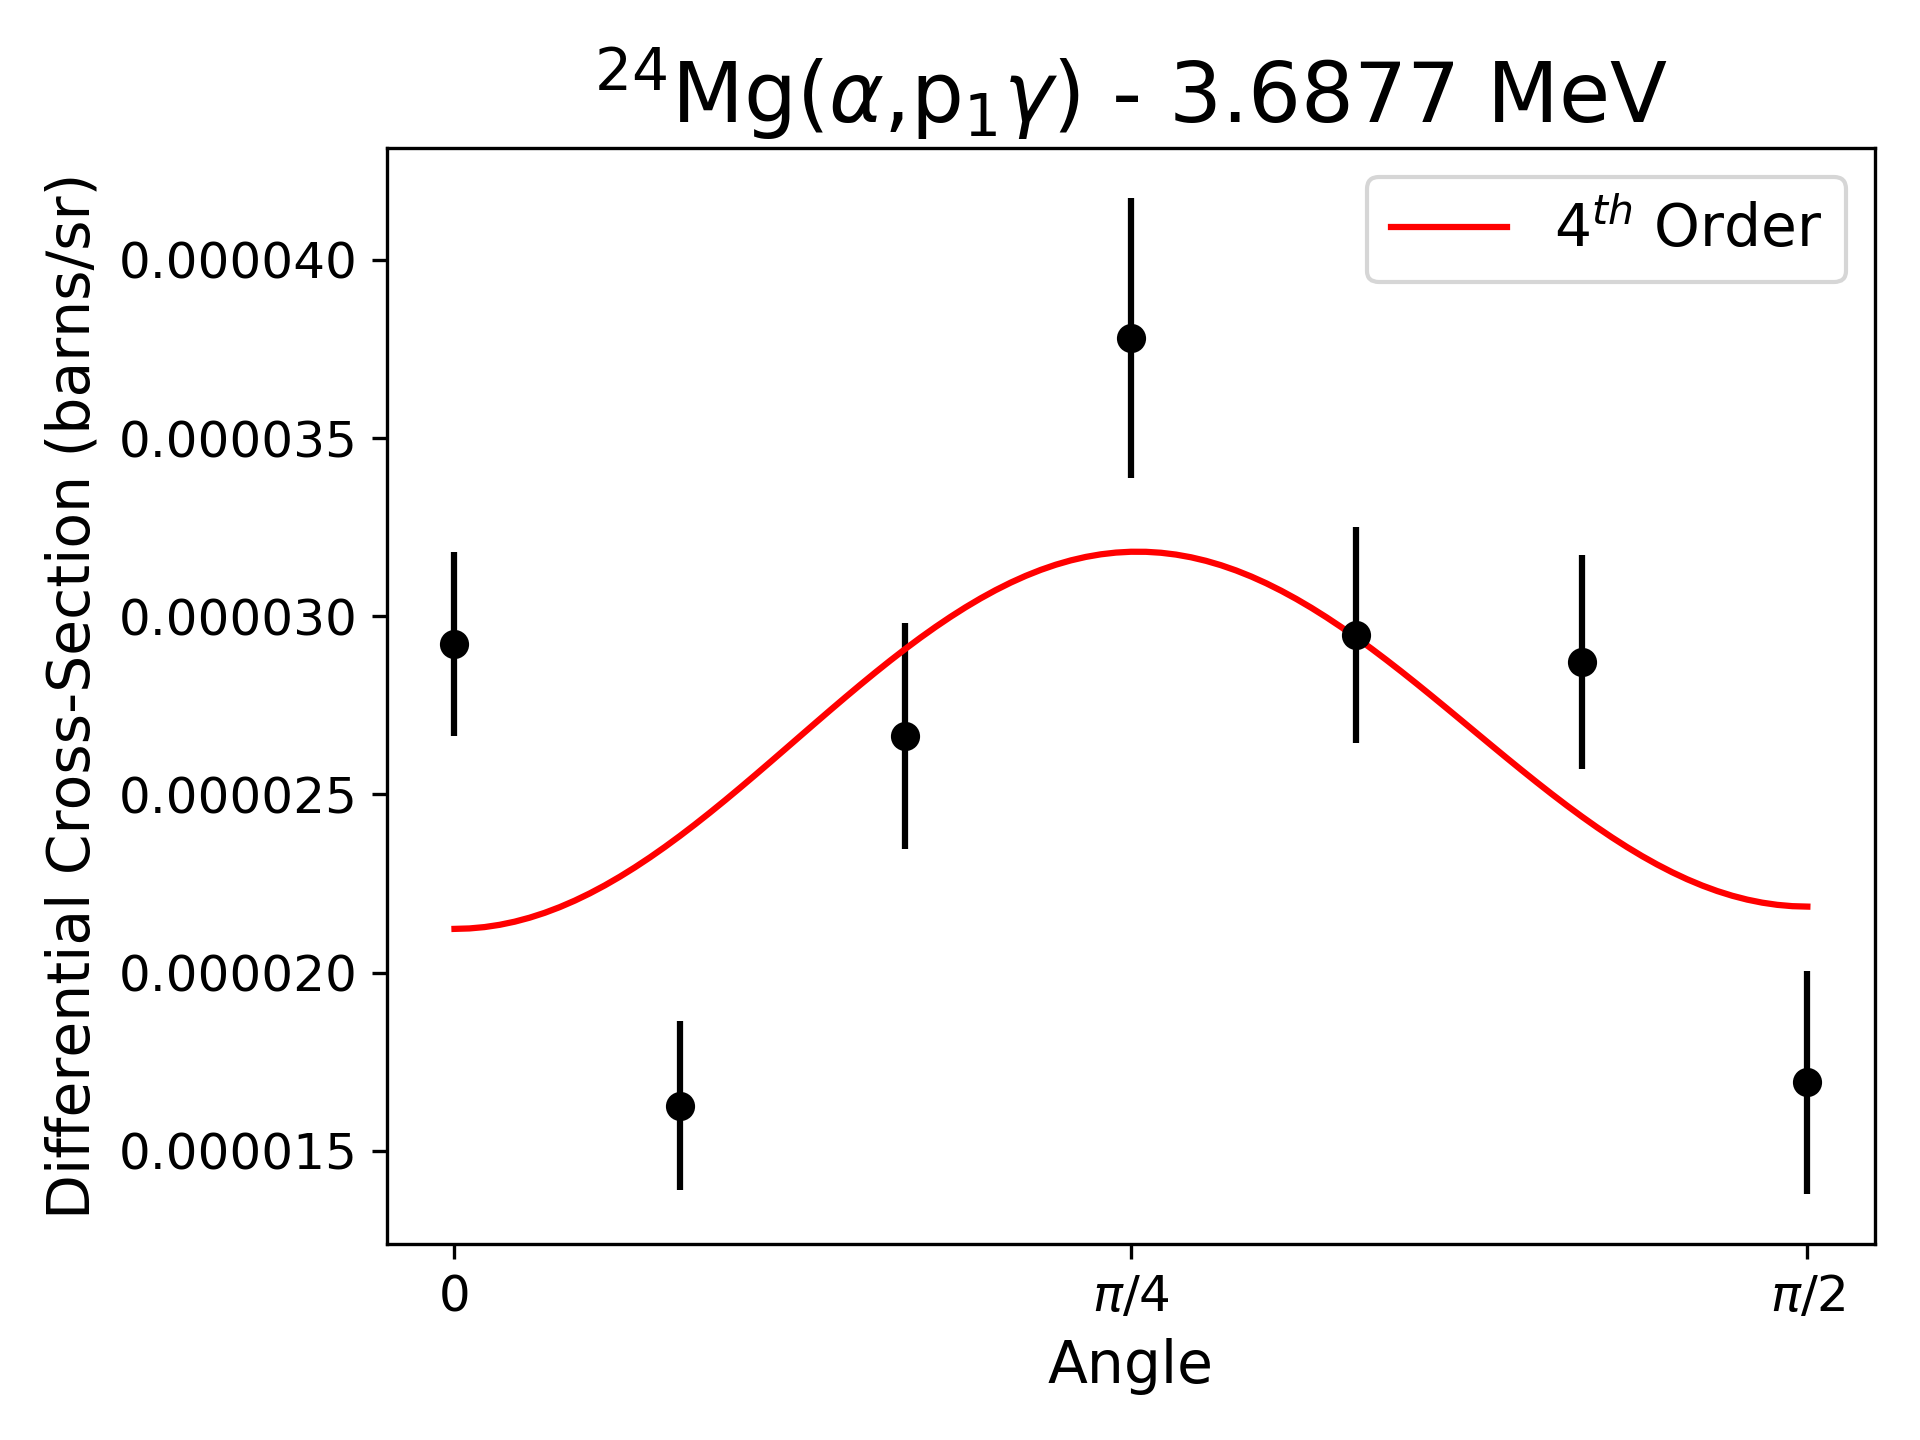 ²⁴Mg(α,p₁γ) - 3.6877 MeV
4ᵗʰ Order
Differential Cross-Section (barns/sr)
0.000040
0.000035
0.000030
0.000025
0.000020
0.000015
0 π/4 π/2
Angle